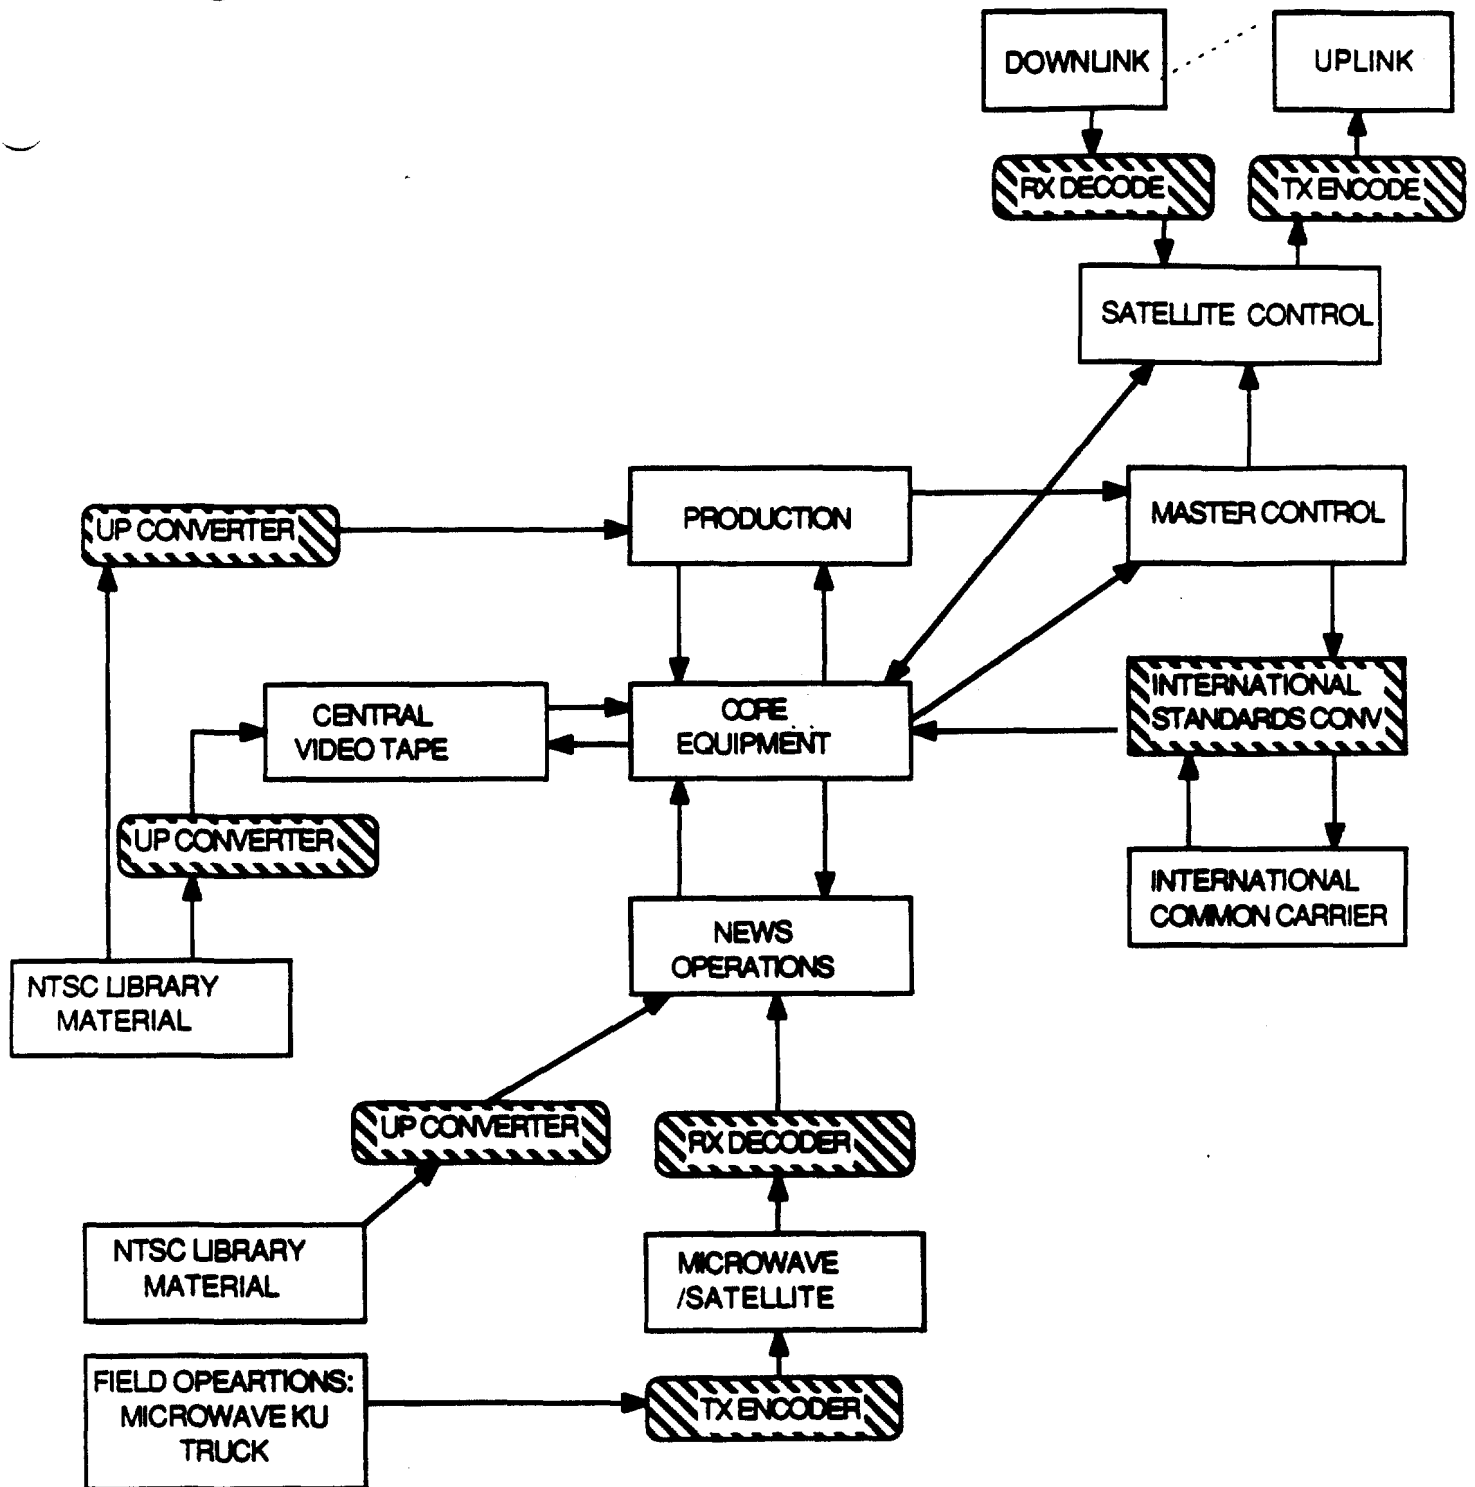 DOWNLINK
UPLINK
RX DECODE
TX ENCODE
SATELLITE CONTROL
PRODUCTION
MASTER CONTROL
UP CONVERTER
INTERNATIONAL
STANDARDS CONV
CENTRAL
VIDEO TAPE
CORE
EQUIPMENT
UP CONVERTER
INTERNATIONAL
COMMON CARRIER
NEWS
OPERATIONS
NTSC LIBRARY
MATERIAL
UP CONVERTER
RX DECODER
NTSC LIBRARY
MATERIAL
MICROWAVE
/SATELLITE
FIELD OPEARTIONS:
MICROWAVE KU
TRUCK
TX ENCODER